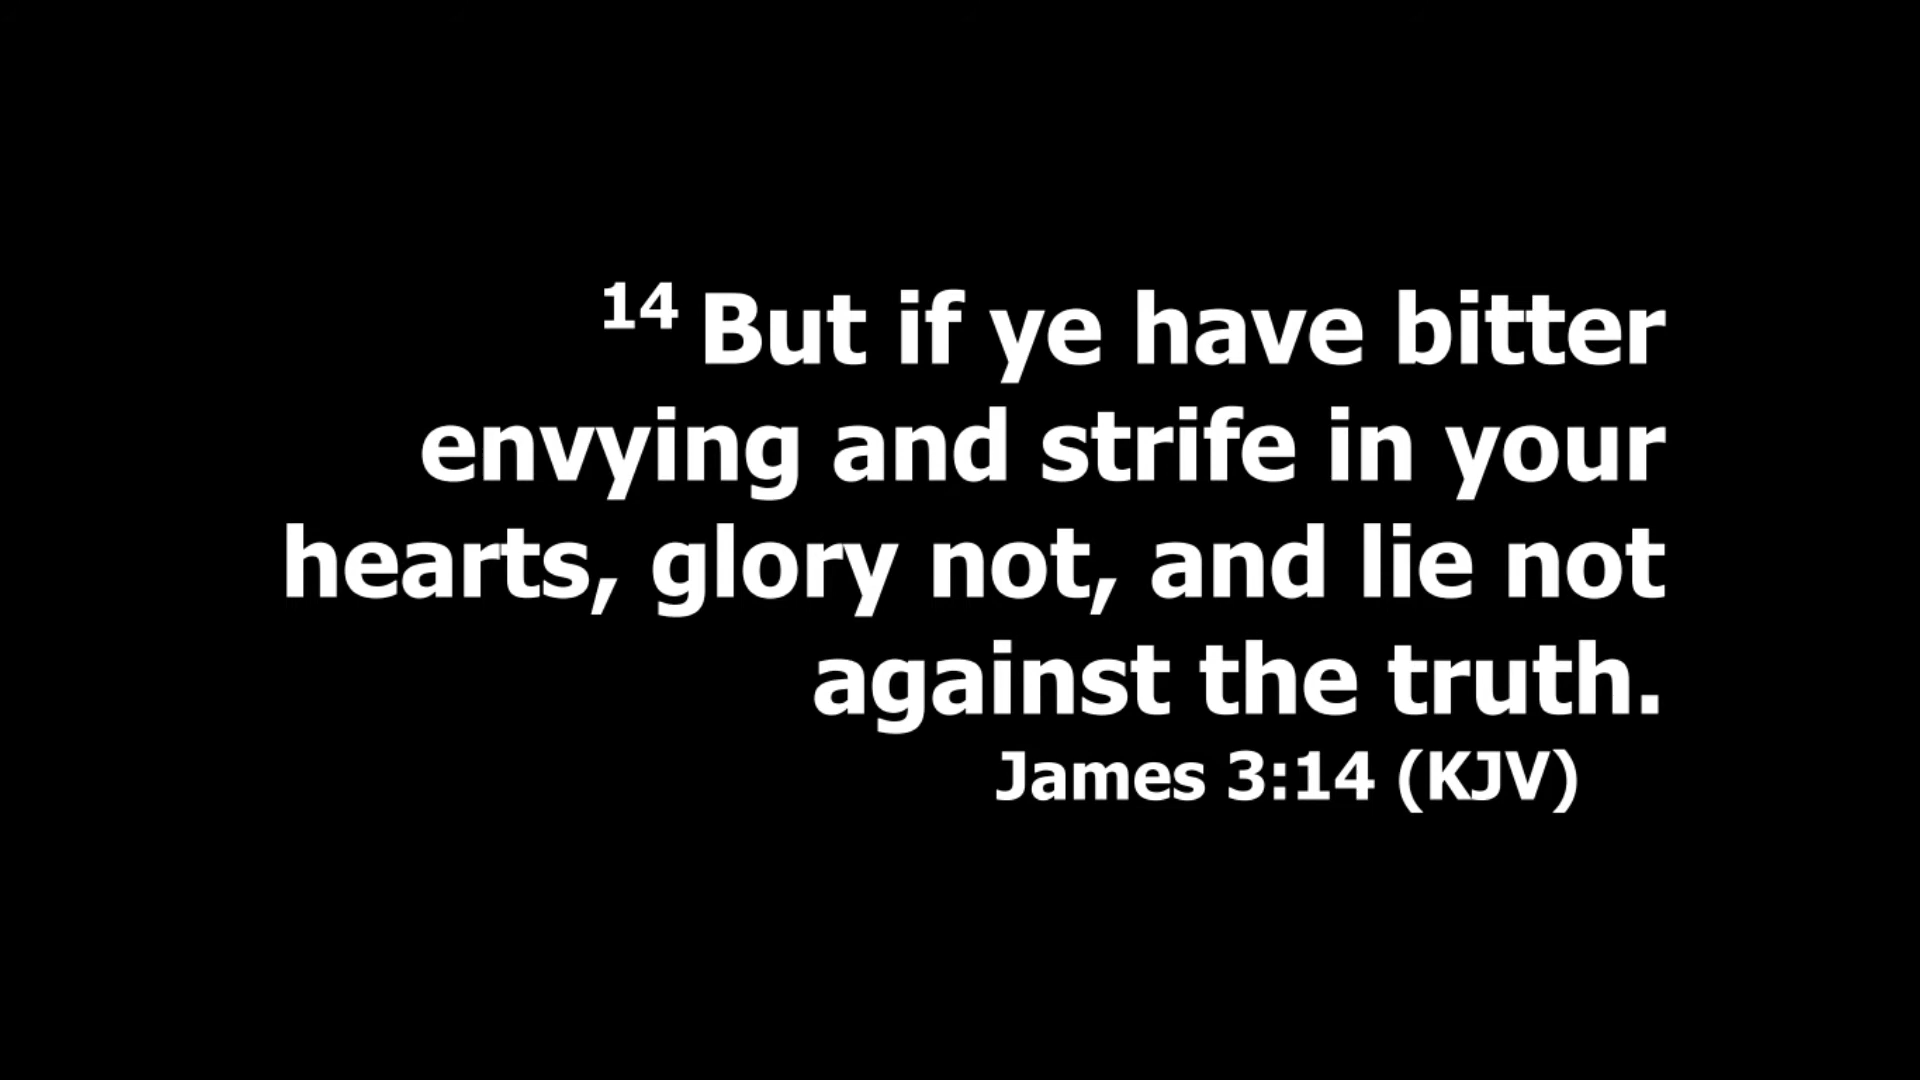 14 But if ye have bitter
envying and strife in your
hearts, glory not, and lie not
against the truth.
James 3:14 (KJV)